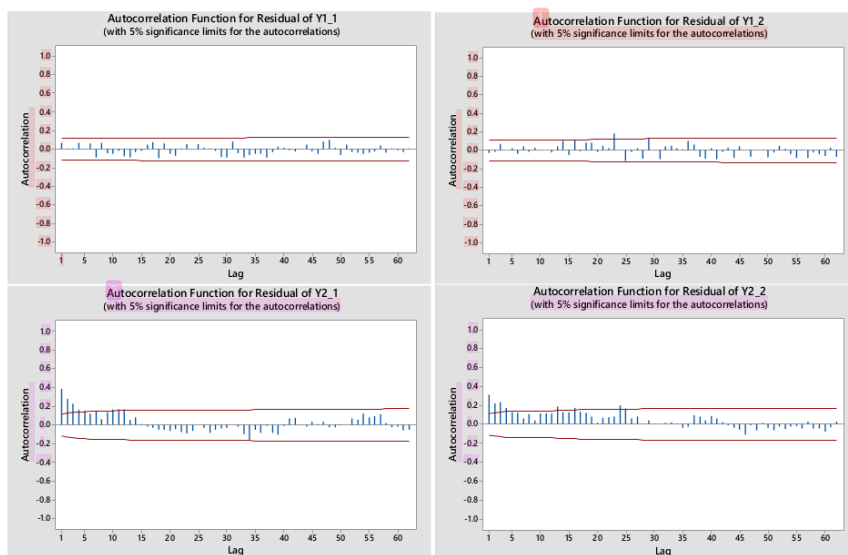 Autocorrelation Function for Residual of Y1_1
(with 5% significance limits for the autocorrelations)
1.0
0.8
0.6
0.4
0.2
0.0
-0.2
-0.4
-0.6
-0.8
-1.0
Autocorrelation
1 5 10 15 20 25 30 35 40 45 50 55 60
Lag
Autocorrelation Function for Residual of Y1_2
(with 5% significance limits for the autocorrelations)
1.0
0.8
0.6
0.4
0.2
0.0
-0.2
-0.4
-0.6
-0.8
-1.0
Autocorrelation
1 5 10 15 20 25 30 35 40 45 50 55 60
Lag
Autocorrelation Function for Residual of Y2_1
(with 5% significance limits for the autocorrelations)
1.0
0.8
0.6
0.4
0.2
0.0
-0.2
-0.4
-0.6
-0.8
-1.0
Autocorrelation
1 5 10 15 20 25 30 35 40 45 50 55 60
Lag
Autocorrelation Function for Residual of Y2_2
(with 5% significance limits for the autocorrelations)
1.0
0.8
0.6
0.4
0.2
0.0
-0.2
-0.4
-0.6
-0.8
-1.0
Autocorrelation
1 5 10 15 20 25 30 35 40 45 50 55 60
Lag